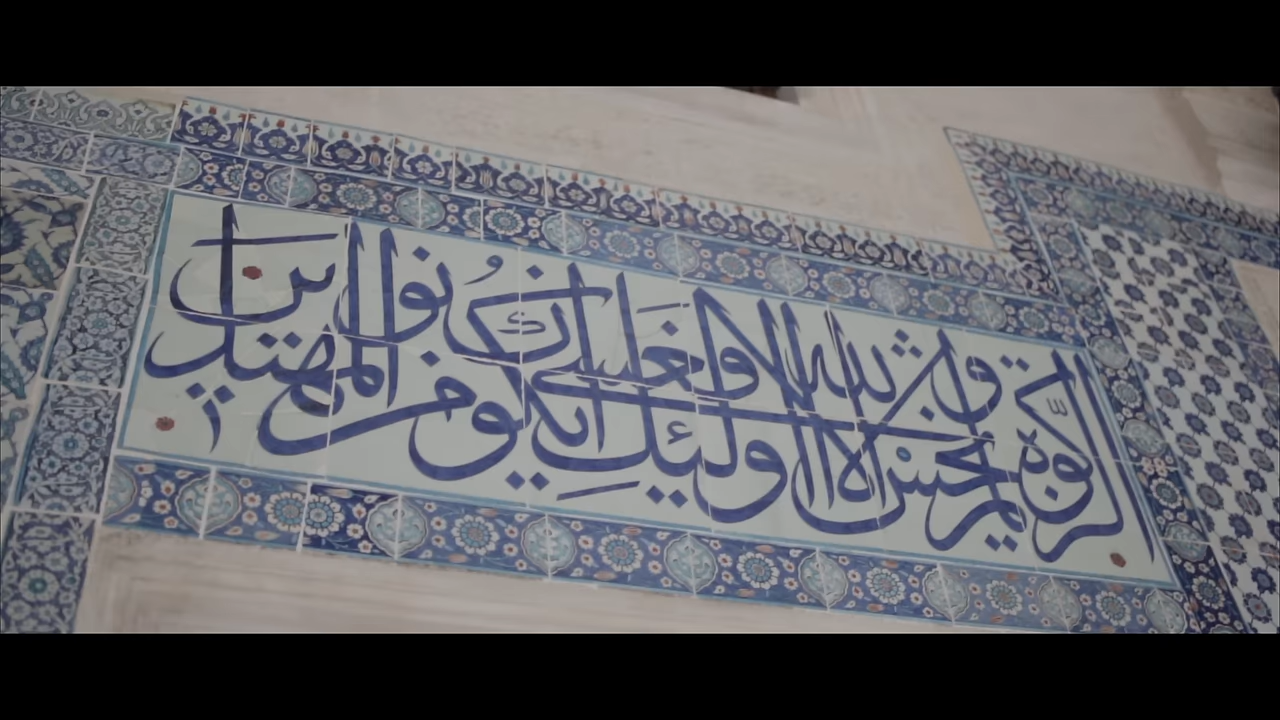 الزكوة ولم يخش الا الله فعسى اولئك ان يكونوا من المهتدين